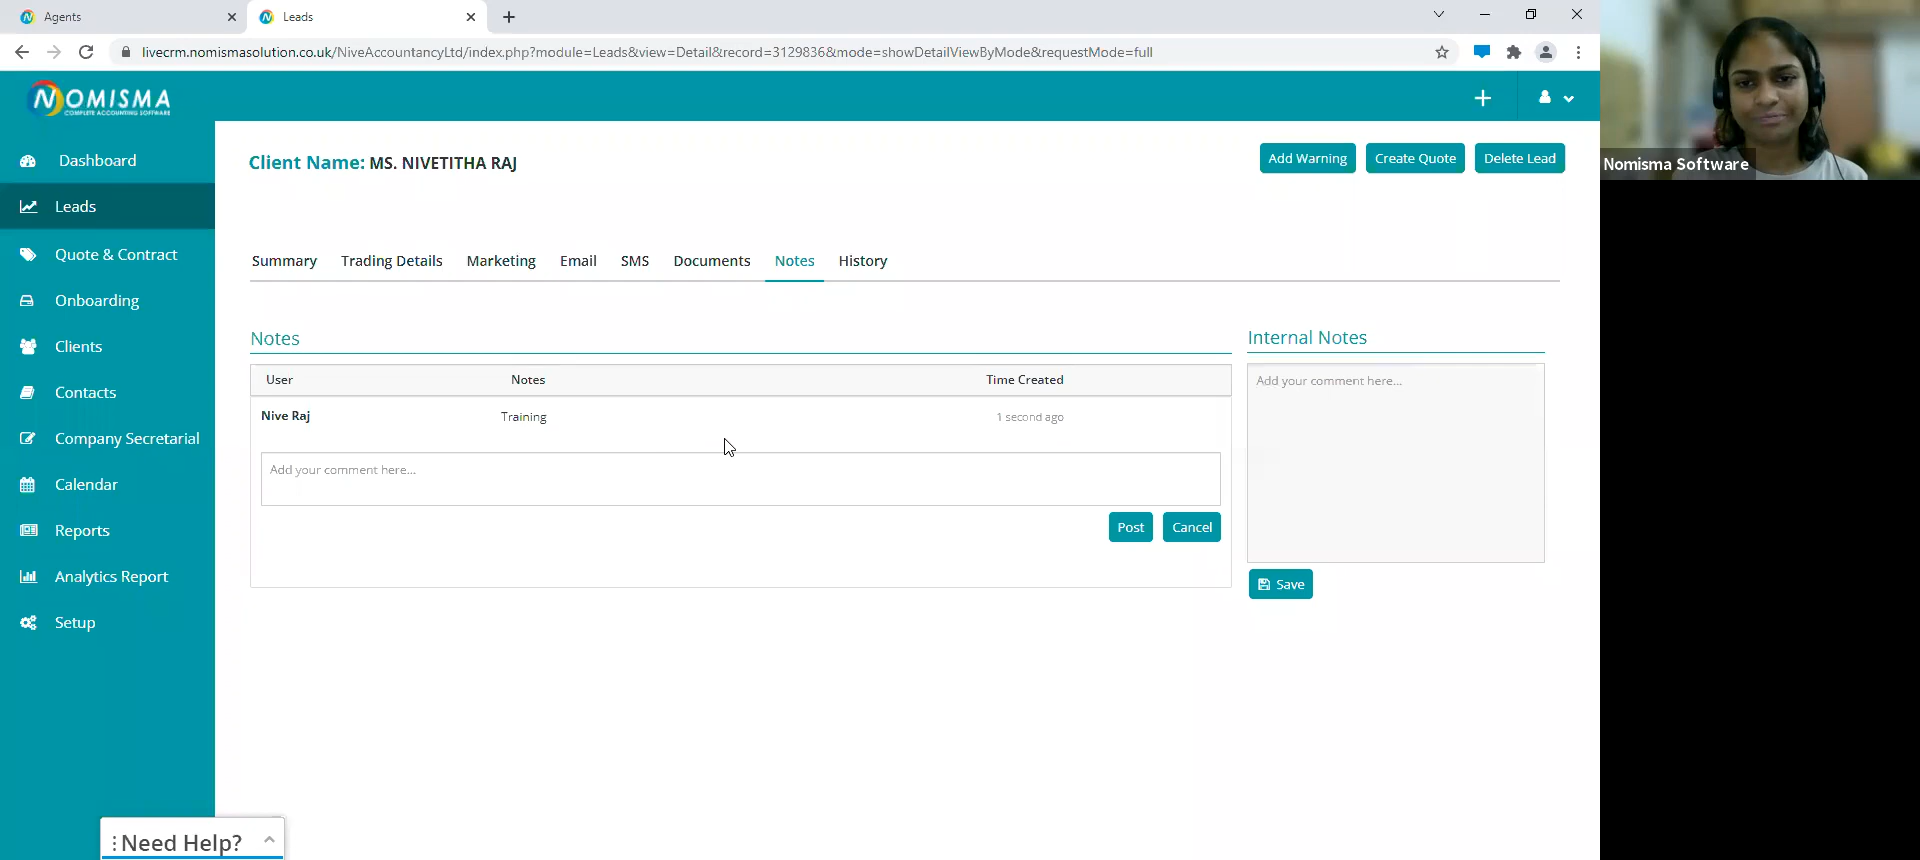 Agents
Leads
livecrm.nomismasolution.co.uk/NiveAccountancyLtd/index.php?module=Leads&view=Detail&record=3129836&mode=showDetailViewByMode&requestMode=full
NOMISMA
COMPLETE ACCOUNTING SOFTWARE
Nomisma Software
Dashboard
Leads
Quote & Contract
Onboarding
Clients
Contacts
Company Secretarial
Calendar
Reports
Analytics Report
Setup
Client Name: MS. NIVETITHA RAJ
Add Warning Create Quote Delete Lead
Summary Trading Details Marketing Email SMS Documents Notes History
Notes
User Notes Time Created
Nive Raj Training 1 second ago
Add your comment here...
Post Cancel
Internal Notes
Add your comment here...
Save
Need Help?